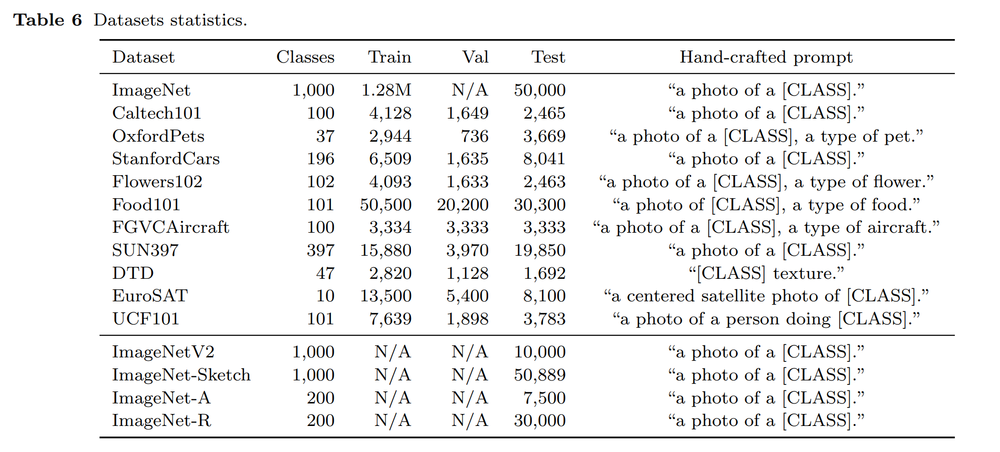 Table 6 Datasets statistics.
Dataset Classes Train Val Test Hand-crafted prompt
ImageNet 1,000 1.28M N/A 50,000 “a photo of a [CLASS].”
Caltech101 100 4,128 1,649 2,465 “a photo of a [CLASS].”
OxfordPets 37 2,944 736 3,669 “a photo of a [CLASS], a type of pet.”
StanfordCars 196 6,509 1,635 8,041 “a photo of a [CLASS].”
Flowers102 102 4,093 1,633 2,463 “a photo of a [CLASS], a type of flower.”
Food101 101 50,500 20,200 30,300 “a photo of [CLASS], a type of food.”
FGVCAircraft 100 3,334 3,333 3,333 “a photo of a [CLASS], a type of aircraft.”
SUN397 397 15,880 3,970 19,850 “a photo of a [CLASS].”
DTD 47 2,820 1,128 1,692 “[CLASS] texture.”
EuroSAT 10 13,500 5,400 8,100 “a centered satellite photo of [CLASS].”
UCF101 101 7,639 1,898 3,783 “a photo of a person doing [CLASS].”
ImageNetV2 1,000 N/A N/A 10,000 “a photo of a [CLASS].”
ImageNet-Sketch 1,000 N/A N/A 50,889 “a photo of a [CLASS].”
ImageNet-A 200 N/A N/A 7,500 “a photo of a [CLASS].”
ImageNet-R 200 N/A N/A 30,000 “a photo of a [CLASS].”